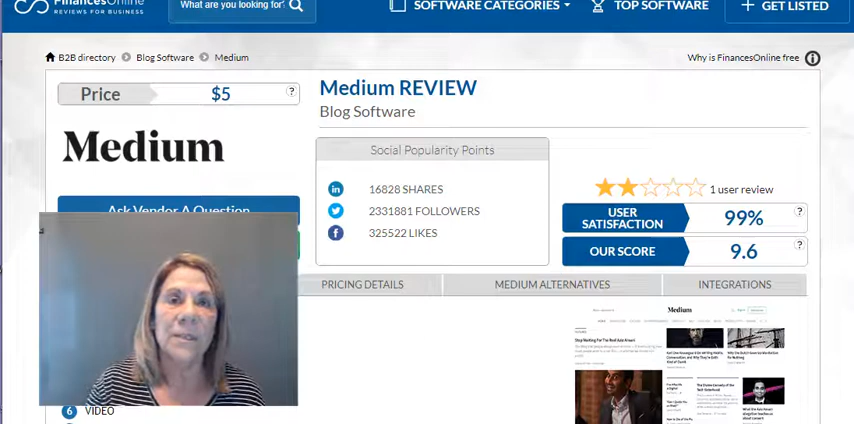 FinancesOnline
REVIEWS FOR BUSINESS
What are you looking for?
SOFTWARE CATEGORIES
TOP SOFTWARE
GET LISTED
B2B directory
Blog Software
Medium
Why is FinancesOnline free
Price
$5
?
Medium REVIEW
Blog Software
Medium
Social Popularity Points
16828 SHARES
2331881 FOLLOWERS
325522 LIKES
1 user review
USER
SATISFACTION
99%
?
OUR SCORE
9.6
?
Ask Vendor A Question
PRICING DETAILS
MEDIUM ALTERNATIVES
INTEGRATIONS
Medium
6
VIDEO